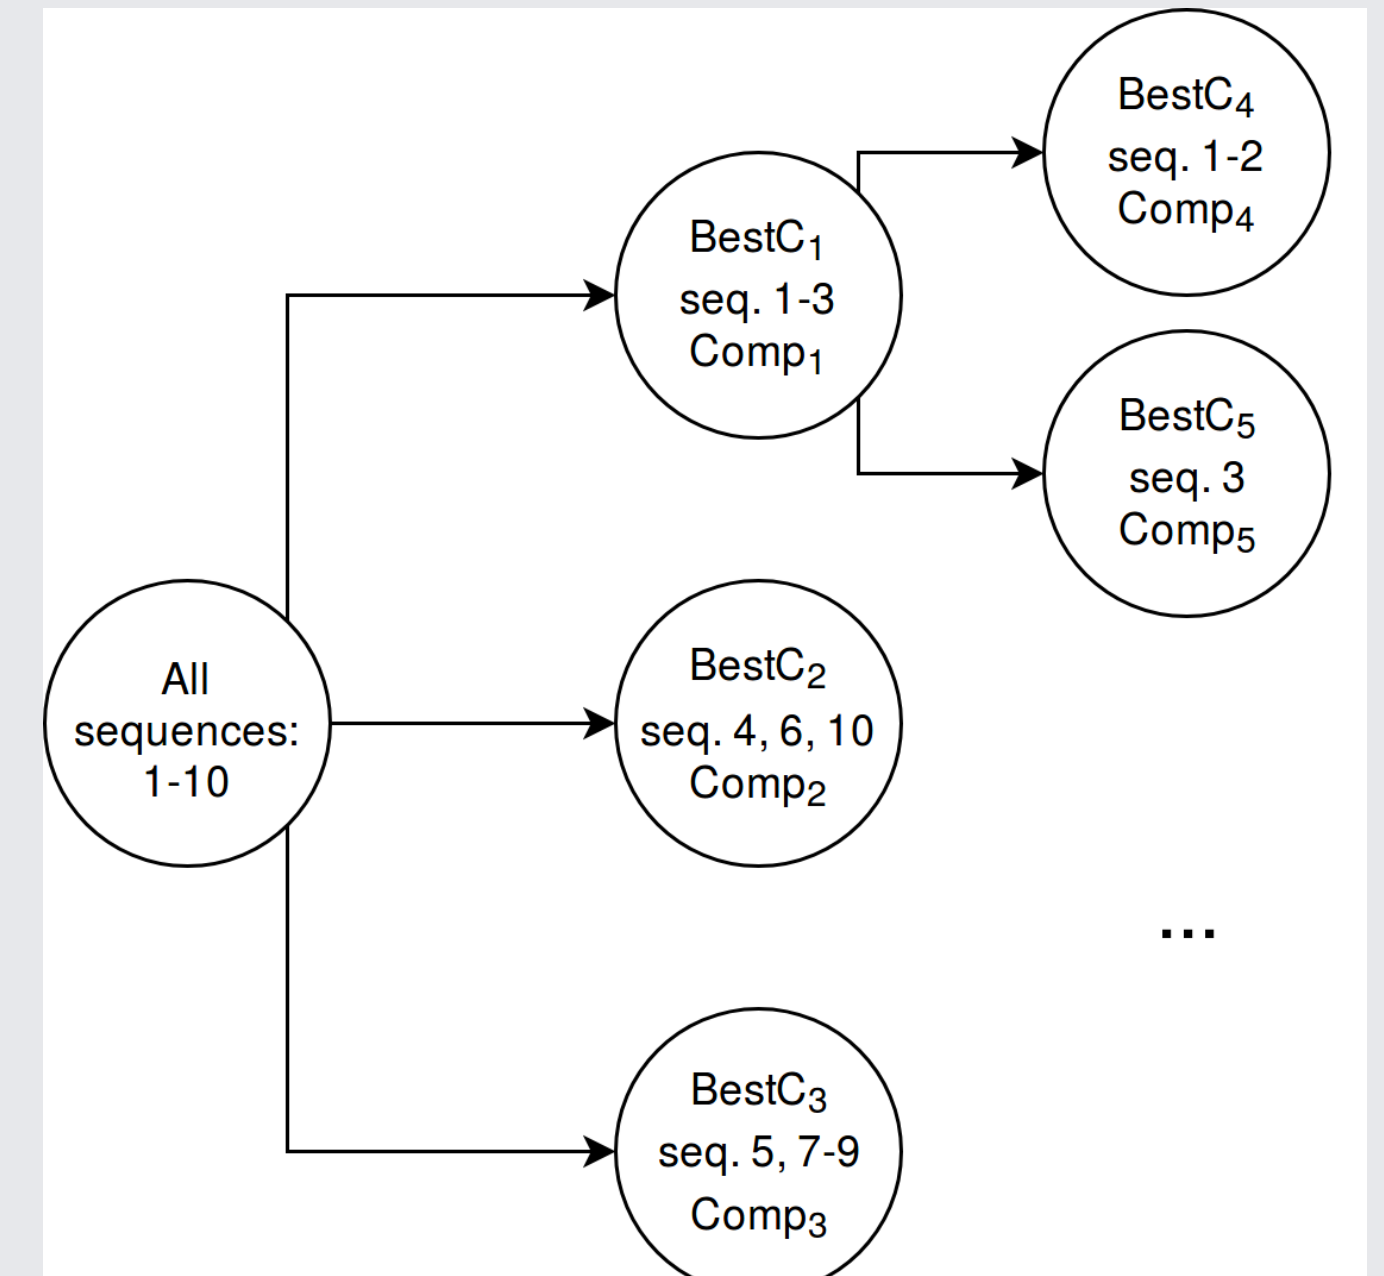 BestC4
seq. 1-2
Comp4
BestC1
seq. 1-3
Comp1
BestC5
seq. 3
Comp5
All
sequences:
1-10
BestC2
seq. 4, 6, 10
Comp2
...
BestC3
seq. 5, 7-9
Comp3